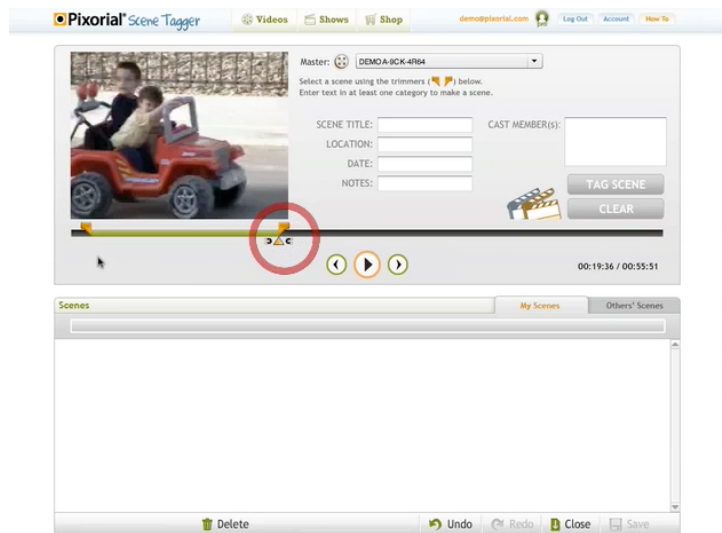 Pixorial® Scene Tagger
Videos
Shows
Shop
demo@pixorial.com
Log Out
Account
How To
Master:
DEMO A-9CK-4R64
Select a scene using the trimmers ( ) below.
Enter text in at least one category to make a scene.
SCENE TITLE:
CAST MEMBER(s):
LOCATION:
DATE:
NOTES:
TAG SCENE
CLEAR
00:19:36 / 00:55:51
Scenes
My Scenes
Others' Scenes
Delete
Undo
Redo
Close
Save